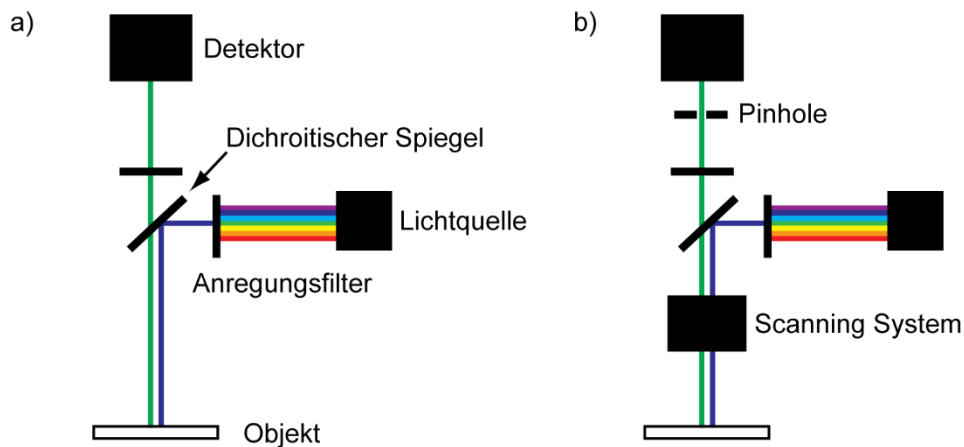 a)
Detektor
Dichroitischer Spiegel
Lichtquelle
Anregungsfilter
Objekt
b)
Pinhole
Scanning System